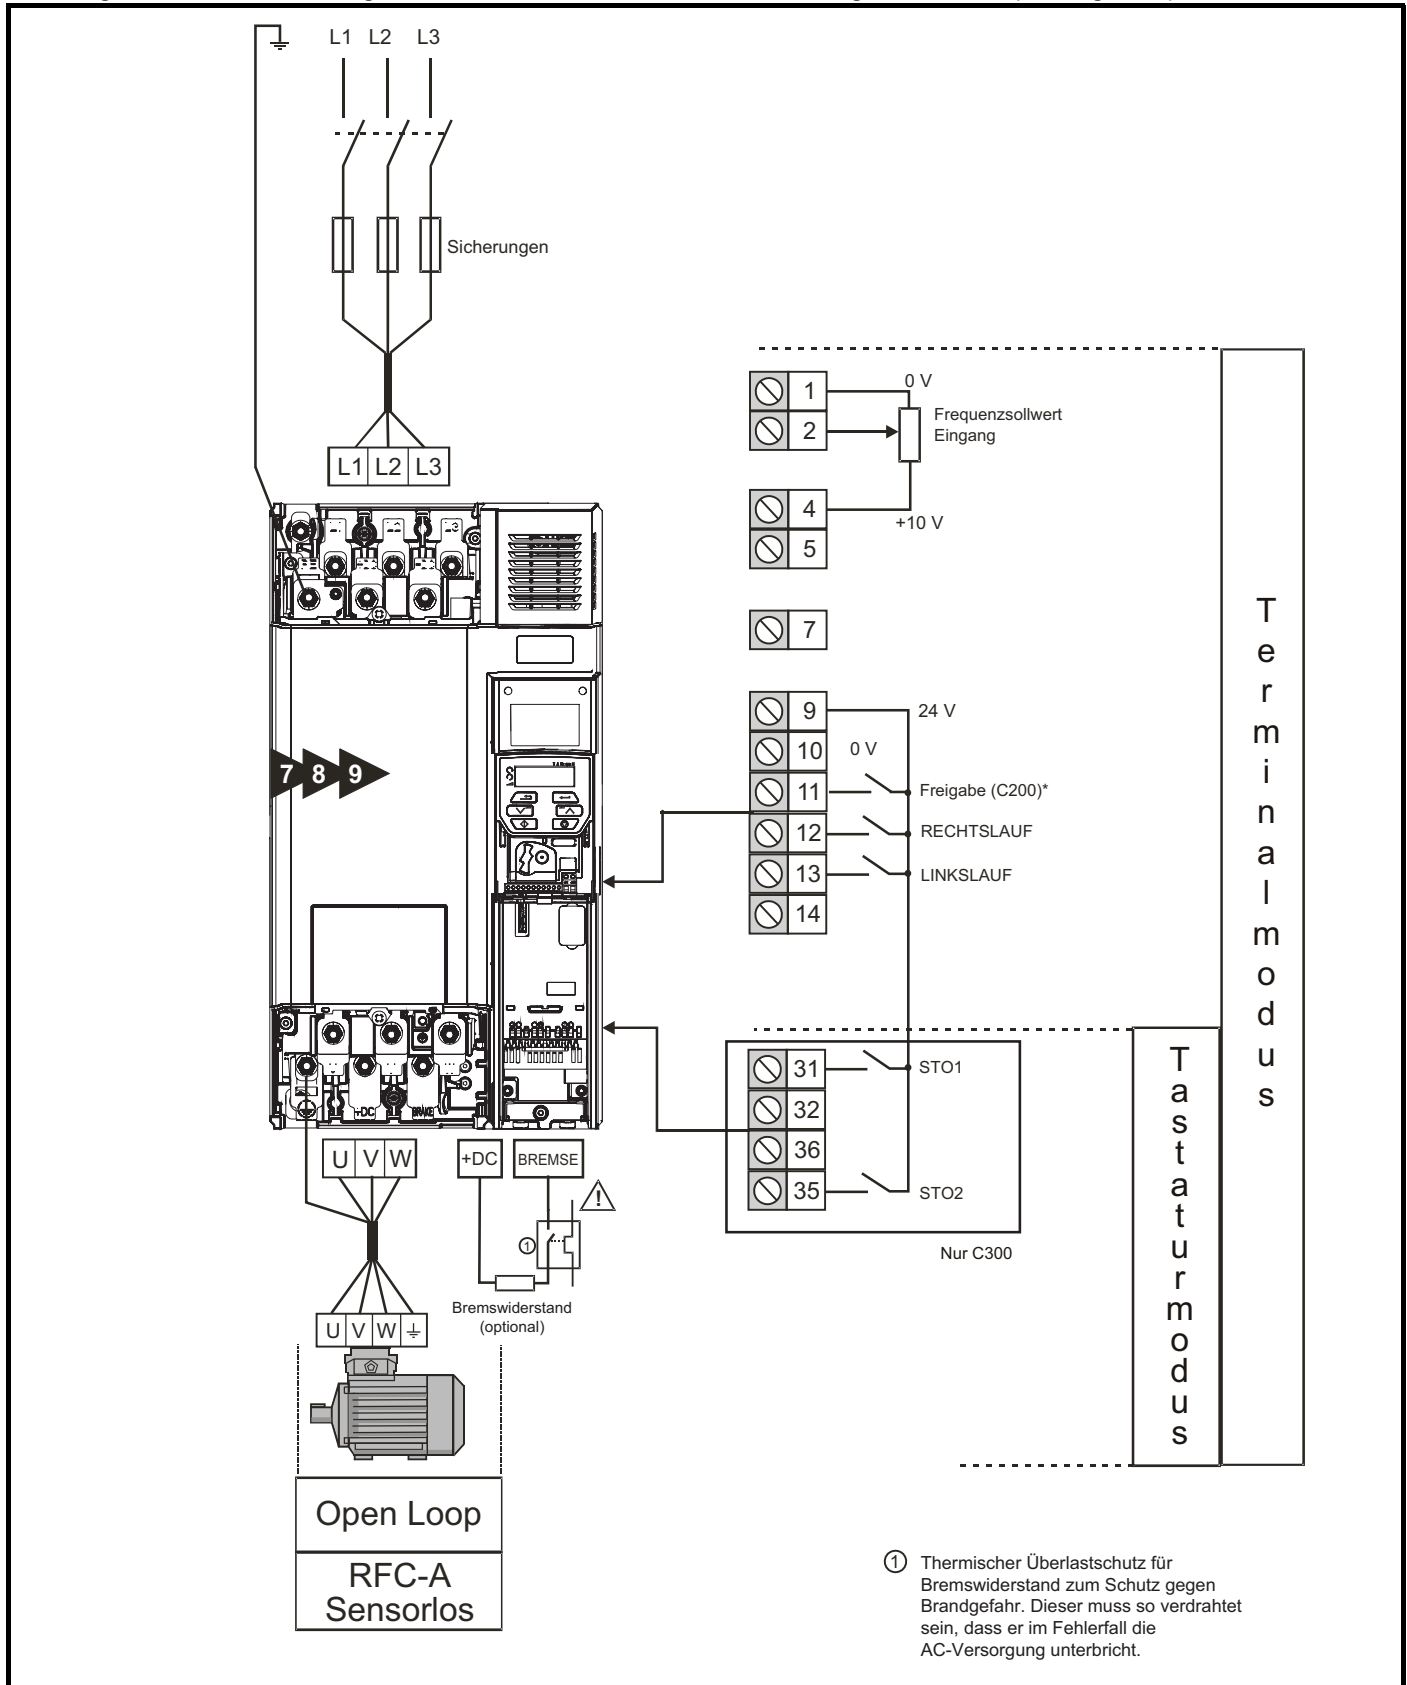 L1 L2 L3
Sicherungen
L1 L2 L3
1
0 V
2
Frequenzsollwert
Eingang
4
+10 V
5
7
9
24 V
10
0 V
11
Freigabe (C200)*
12
RECHTSLAUF
13
LINKSLAUF
14
7 8 9
31
STO1
32
36
35
STO2
Nur C300
Terminalmodus
Tastaturmodus
+DC
BRAKE
U V W
+DC
BREMSE
1
Bremswiderstand
(optional)
U V W
Open Loop
RFC-A
Sensorlos
1 Thermischer Überlastschutz für
Bremswiderstand zum Schutz gegen
Brandgefahr. Dieser muss so verdrahtet
sein, dass er im Fehlerfall die
AC-Versorgung unterbricht.